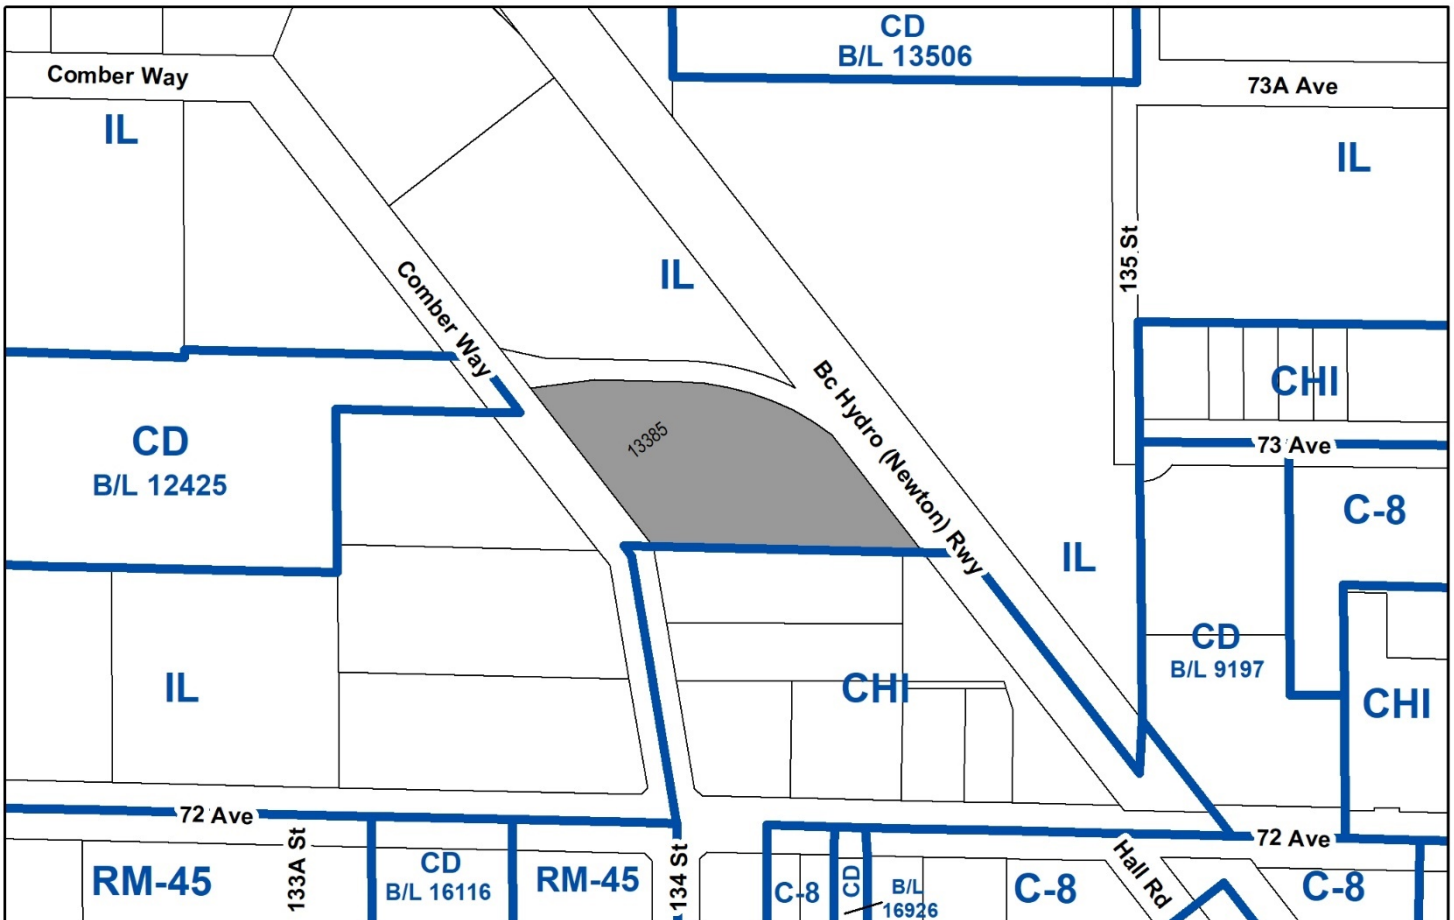 CD
B/L 13506
Comber Way
73A Ave
IL
IL
135 St
IL
Comber Way
CHI
Bc Hydro (Newton) Rwy
13385
CD
B/L 12425
73 Ave
C-8
IL
CD
B/L 9197
IL
CHI
CHI
72 Ave
72 Ave
133A St
134 St
Hall Rd
RM-45
CD
B/L 16116
RM-45
C-8
CD
B/L
16926
C-8
C-8